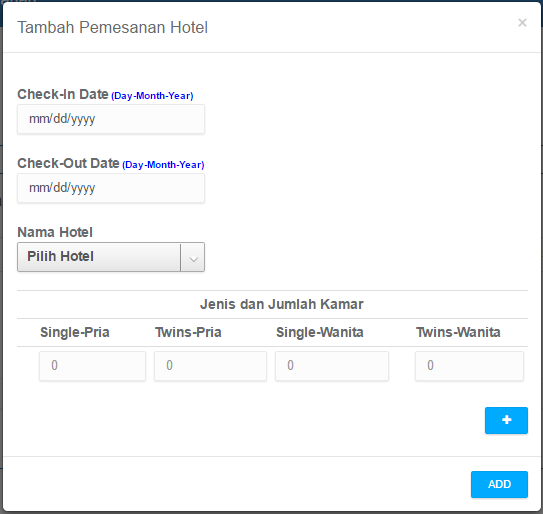 Tambah Pemesanan Hotel ×
Check-In Date (Day-Month-Year)
mm/dd/yyyy
Check-Out Date (Day-Month-Year)
mm/dd/yyyy
Nama Hotel
Pilih Hotel
Jenis dan Jumlah Kamar
Single-Pria Twins-Pria Single-Wanita Twins-Wanita
0 0 0 0
+
ADD